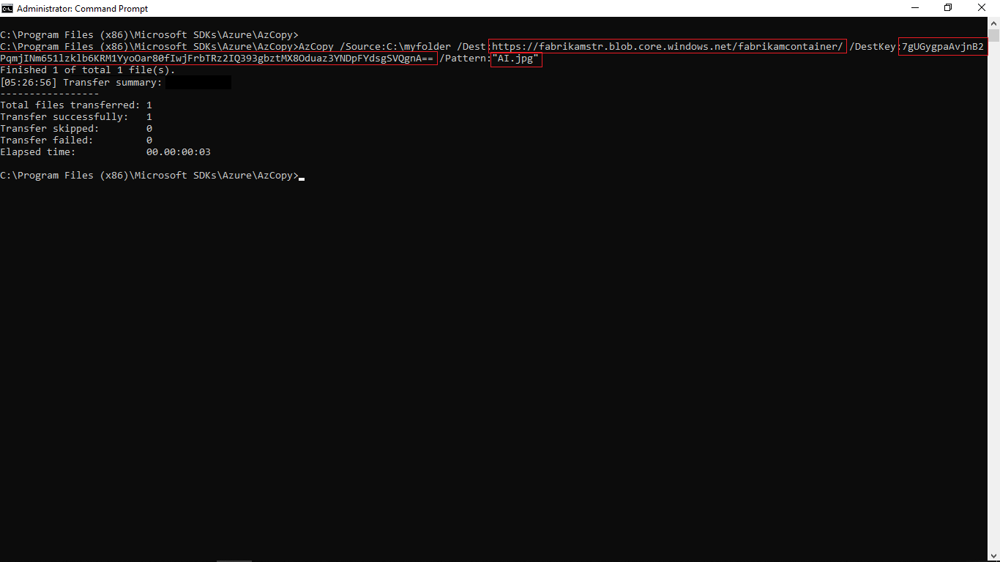 Administrator: Command Prompt
C:\Program Files (x86)\Microsoft SDKs\Azure\AzCopy>
C:\Program Files (x86)\Microsoft SDKs\Azure\AzCopy>AzCopy /Source:C:\myfolder /Dest:https://fabrikamstr.blob.core.windows.net/fabrikamcontainer/ /DestKey:7gUGygpaAvjnB2
PqmjINm651lzklb6KRM1YyoOar80fIwjFrbTRz2IQ393gbztMX8Oduaz3YNDpFYdsgSVQgnA== /Pattern:"AI.jpg"
Finished 1 of total 1 file(s).
[05:26:56] Transfer summary:
-----------------
Total files transferred: 1
Transfer successfully: 1
Transfer skipped: 0
Transfer failed: 0
Elapsed time: 00.00:00:03
C:\Program Files (x86)\Microsoft SDKs\Azure\AzCopy>